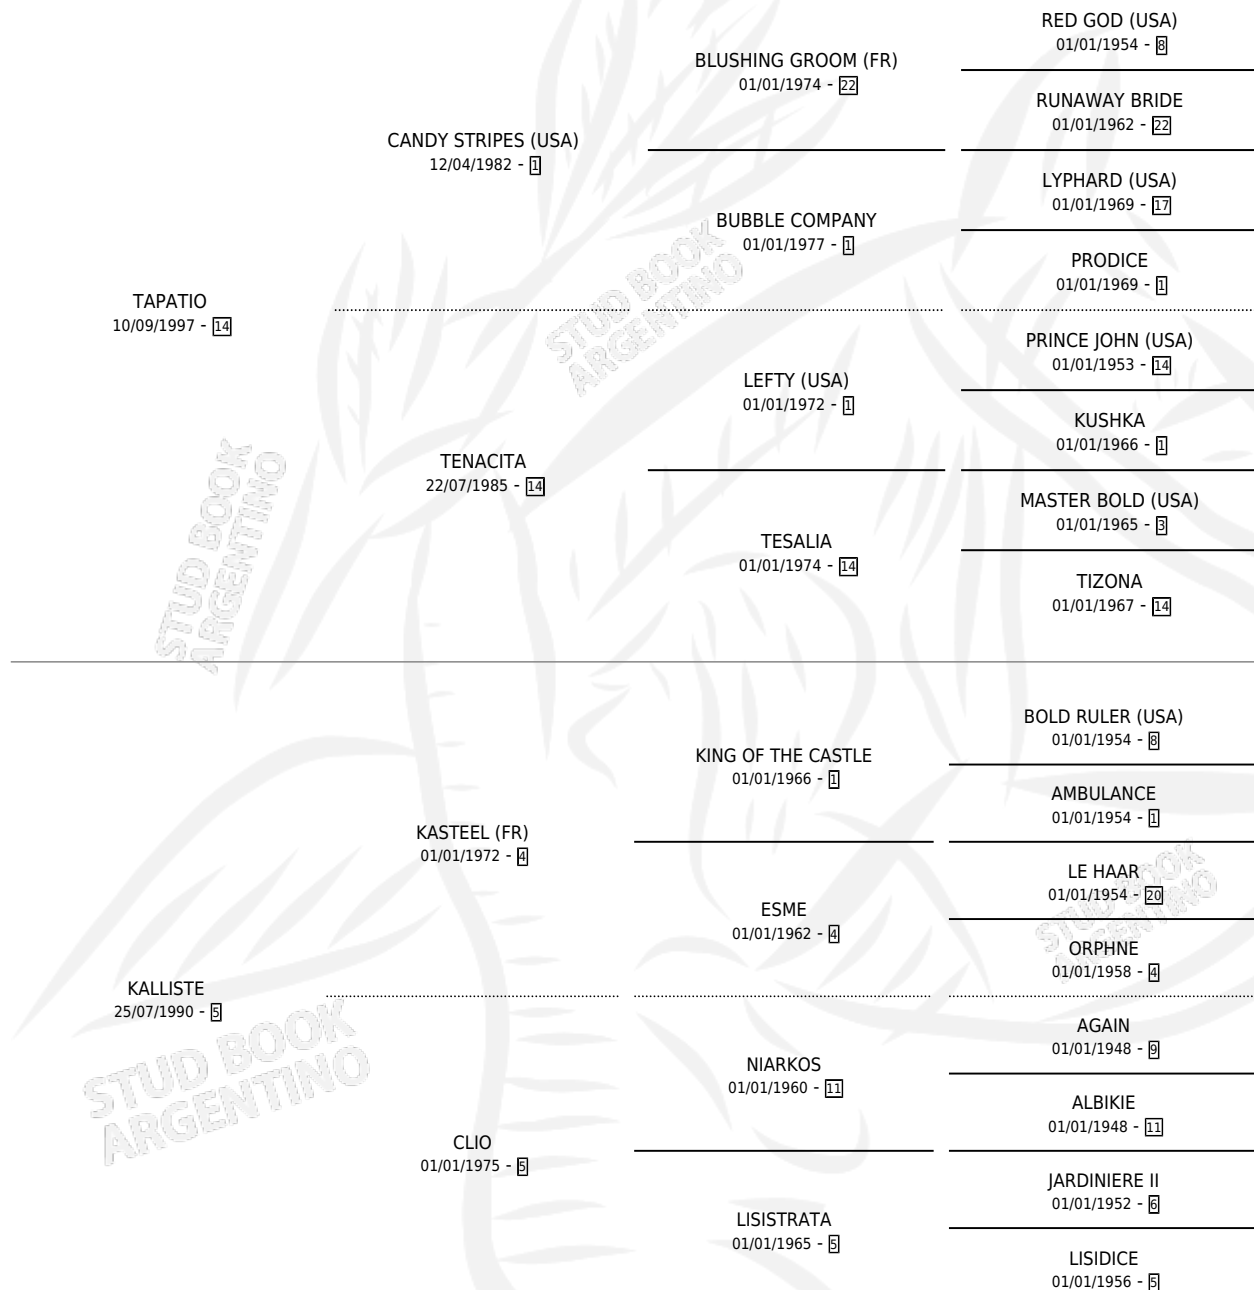 RED GOD (USA)
01/01/1954 - 8
BLUSHING GROOM (FR)
01/01/1974 - 22
RUNAWAY BRIDE
01/01/1962 - 22
CANDY STRIPES (USA)
12/04/1982 - 1
LYPHARD (USA)
01/01/1969 - 17
BUBBLE COMPANY
01/01/1977 - 1
PRODICE
01/01/1969 - 1
TAPATIO
10/09/1997 - 14
STUD BOOK
ARGENTINO
PRINCE JOHN (USA)
01/01/1953 - 14
LEFTY (USA)
01/01/1972 - 1
KUSHKA
01/01/1966 - 1
TENACITA
22/07/1985 - 14
MASTER BOLD (USA)
01/01/1965 - 3
TESALIA
01/01/1974 - 14
TIZONA
01/01/1967 - 14
STUD BOOK
ARGENTINO
BOLD RULER (USA)
01/01/1954 - 8
KING OF THE CASTLE
01/01/1966 - 1
AMBULANCE
01/01/1954 - 1
KASTEEL (FR)
01/01/1972 - 4
LE HAAR
01/01/1954 - 20
ESME
01/01/1962 - 4
STUD BOOK
ARGENTINO
ORPHNE
01/01/1958 - 4
KALLISTE
25/07/1990 - 5
AGAIN
01/01/1948 - 9
NIARKOS
01/01/1960 - 11
STUD BOOK
ARGENTINO
ALBIKIE
01/01/1948 - 11
CLIO
01/01/1975 - 5
JARDINIERE II
01/01/1952 - 6
LISISTRATA
01/01/1965 - 5
LISIDICE
01/01/1956 - 5